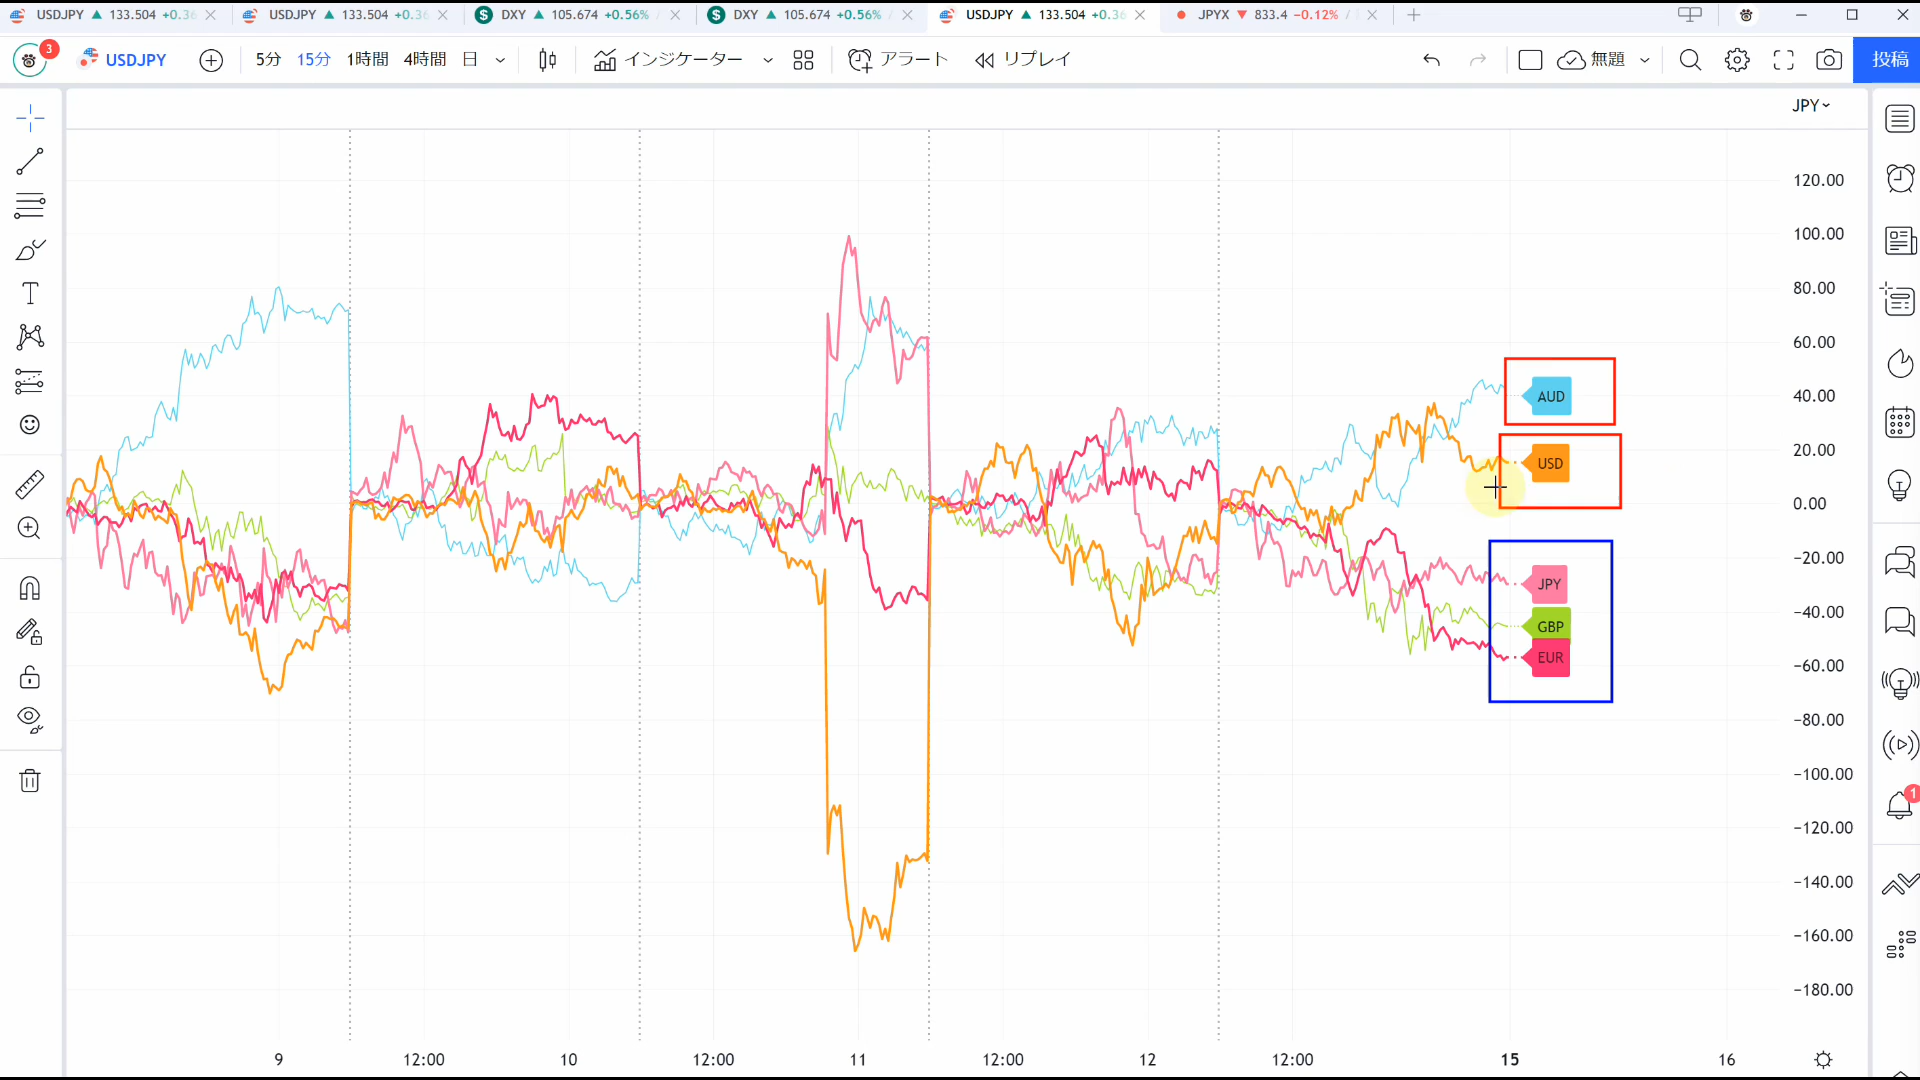 USDJPY ▲ 133.504 +0.36
USDJPY ▲ 133.504 +0.36
DXY ▲ 105.674 +0.56% /
DXY ▲ 105.674 +0.56% /
USDJPY ▲ 133.504 +0.36
JPYX ▼ 833.4 −0.12% /
3
USDJPY
5分
15分
1時間
4時間
日
インジケーター
アラート
リプレイ
無題
投稿
JPY
120.00
100.00
80.00
60.00
40.00
20.00
0.00
−20.00
−40.00
−60.00
−80.00
−100.00
−120.00
−140.00
−160.00
−180.00
AUD
USD
JPY
GBP
EUR
1
9
12:00
10
12:00
11
12:00
12
12:00
15
16